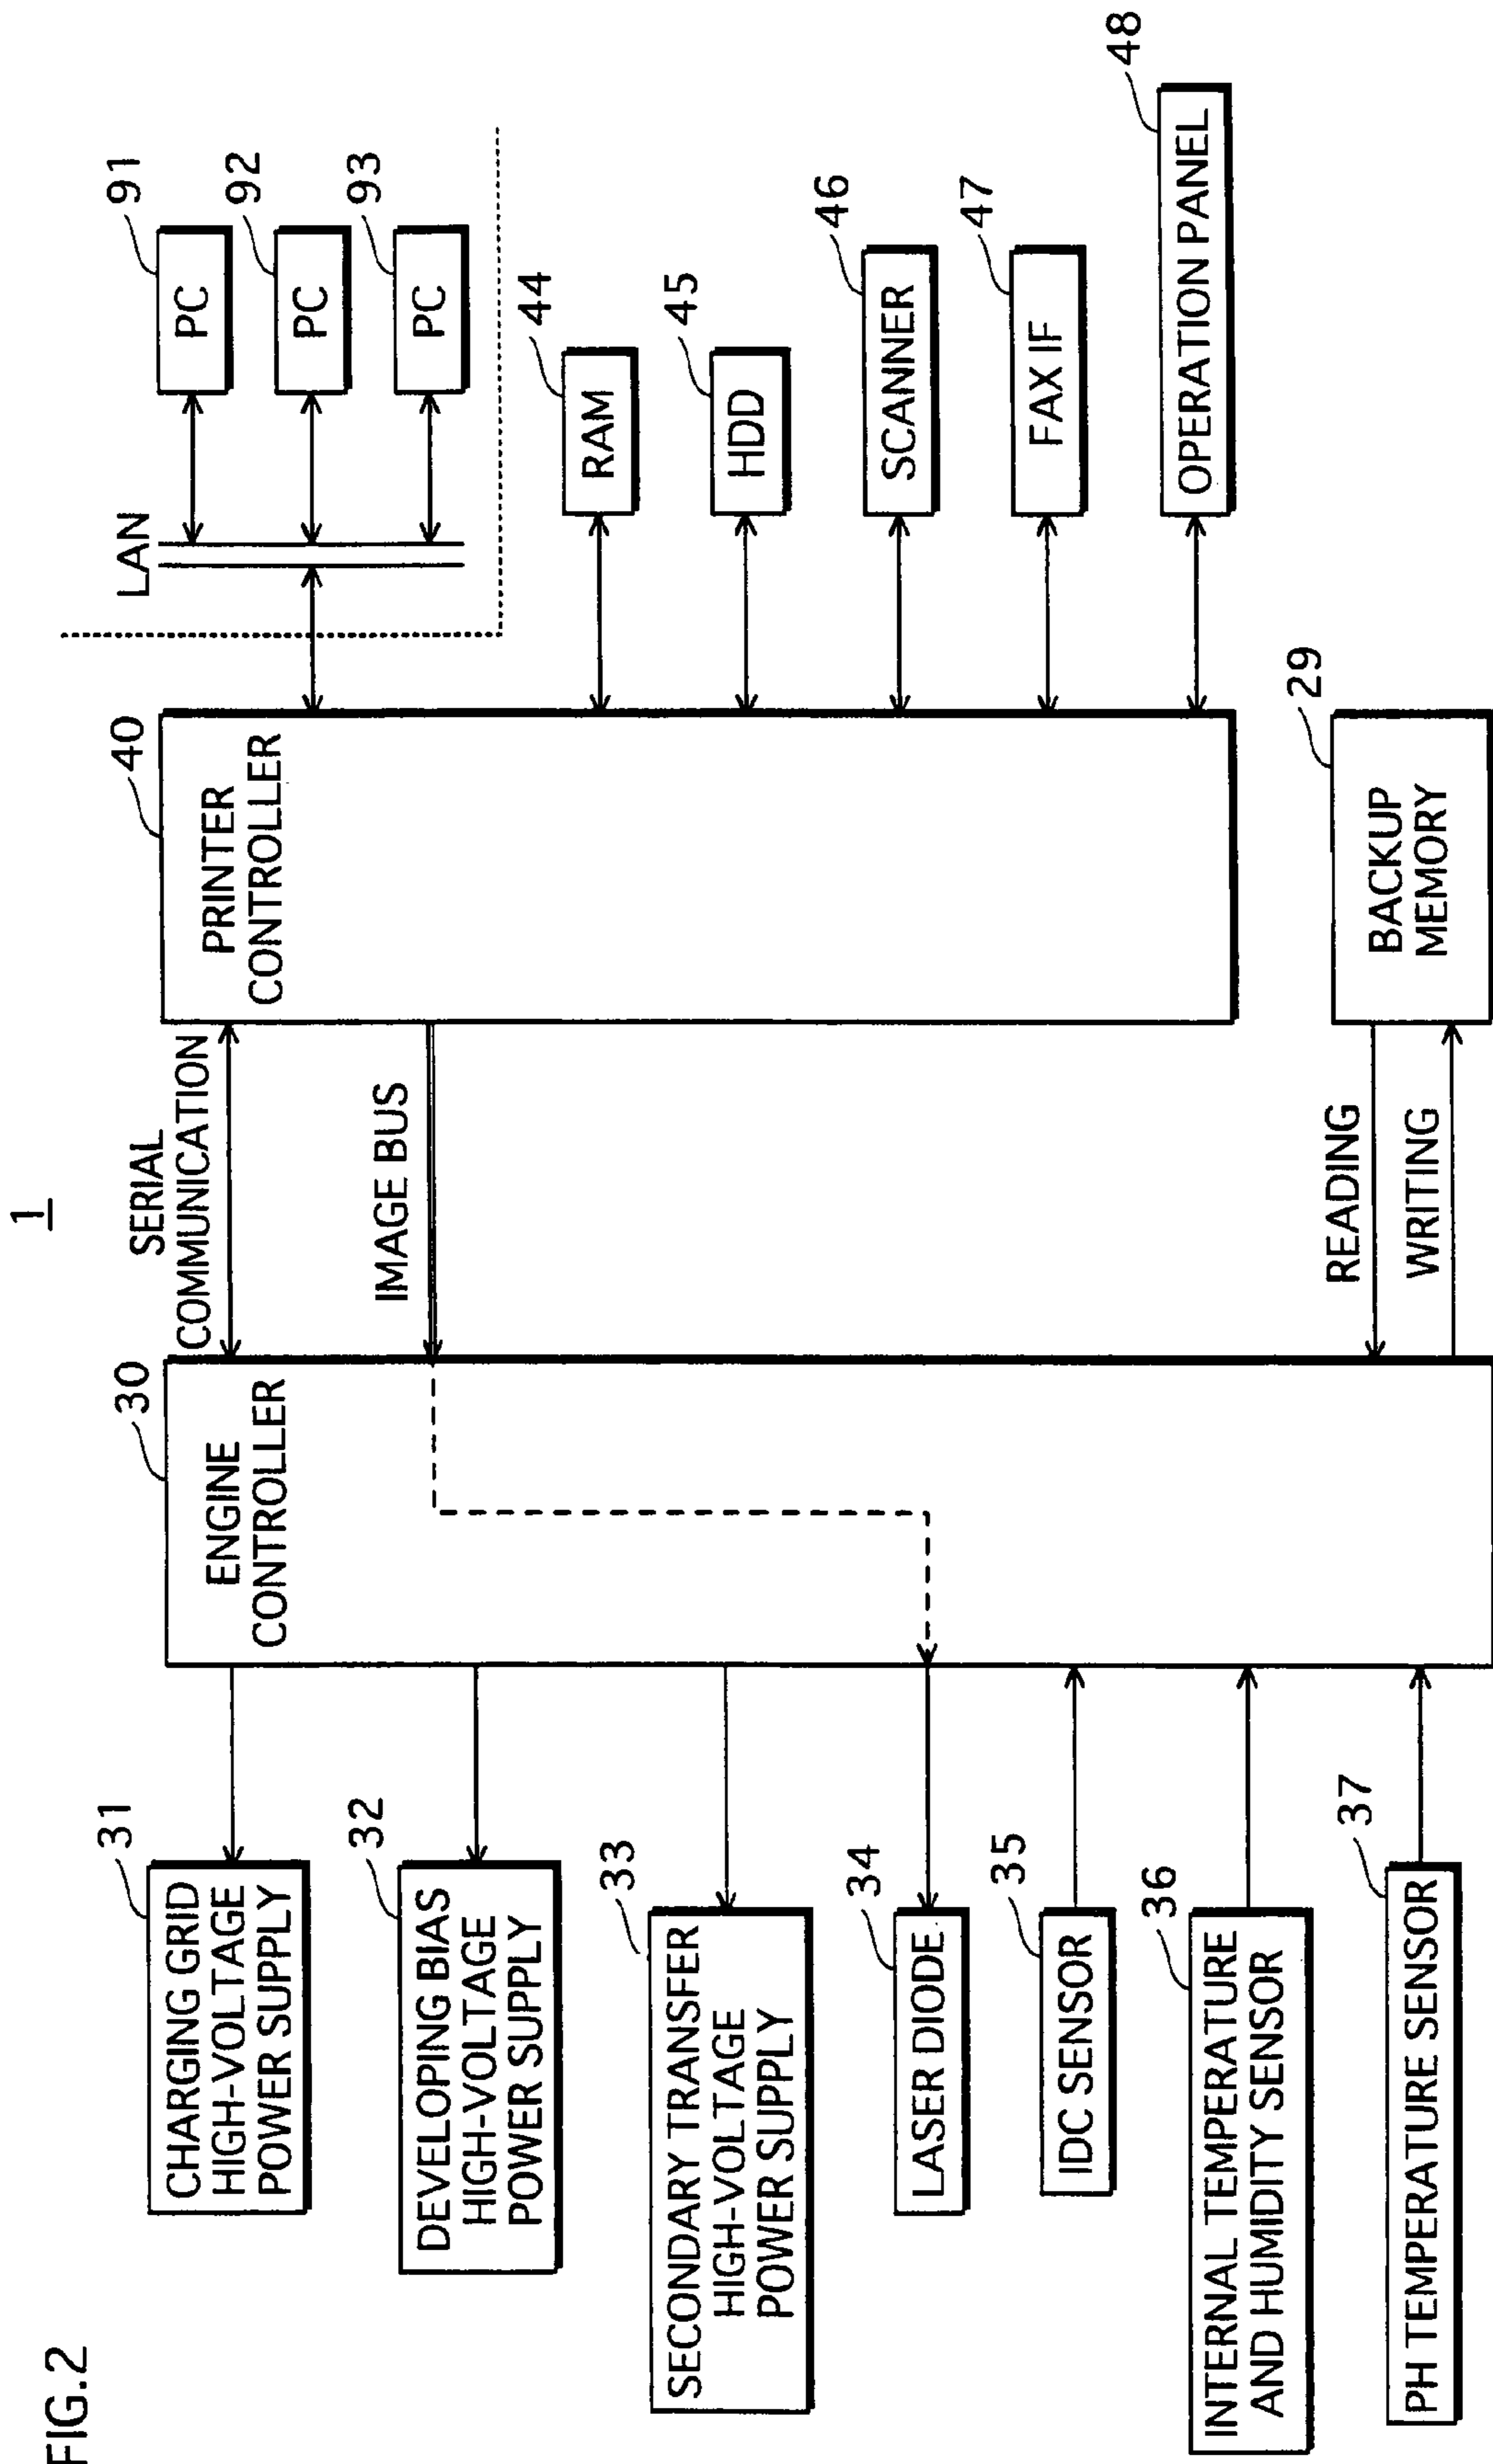 FIG.2
1
CHARGING GRID
HIGH-VOLTAGE
POWER SUPPLY
31
DEVELOPING BIAS
HIGH-VOLTAGE
POWER SUPPLY
32
SECONDARY TRANSFER
HIGH-VOLTAGE
POWER SUPPLY
33
LASER DIODE
34
IDC SENSOR
35
INTERNAL TEMPERATURE
AND HUMIDITY SENSOR
36
PH TEMPERATURE SENSOR
37
ENGINE
CONTROLLER
30
SERIAL
COMMUNICATION
IMAGE BUS
READING
WRITING
PRINTER
CONTROLLER
40
BACKUP
MEMORY
29
LAN
PC
91
PC
92
PC
93
RAM
44
HDD
45
SCANNER
46
FAX IF
47
OPERATION PANEL
48